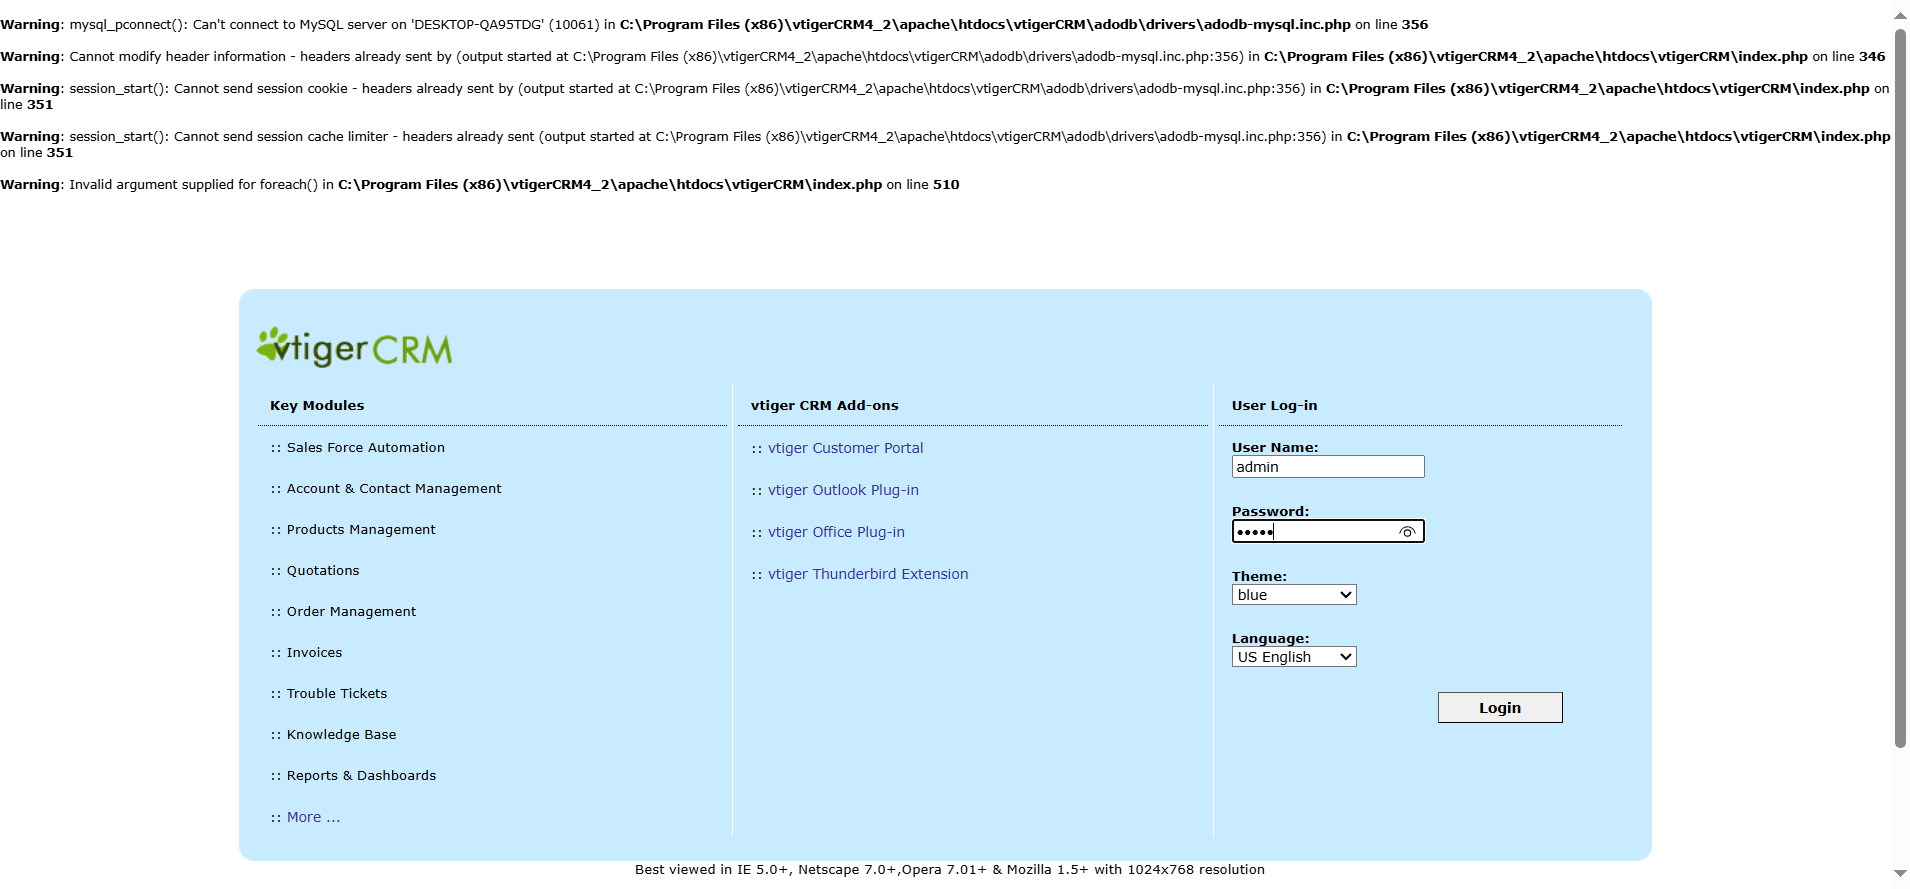 Warning: mysql_pconnect(): Can't connect to MySQL server on 'DESKTOP-QA95TDG' (10061) in C:\Program Files (x86)\vtigerCRM4_2\apache\htdocs\vtigerCRM\adodb\drivers\adodb-mysql.inc.php on line 356
Warning: Cannot modify header information - headers already sent by (output started at C:\Program Files (x86)\vtigerCRM4_2\apache\htdocs\vtigerCRM\adodb\drivers\adodb-mysql.inc.php:356) in C:\Program Files (x86)\vtigerCRM4_2\apache\htdocs\vtigerCRM\index.php on line 346
Warning: session_start(): Cannot send session cookie - headers already sent by (output started at C:\Program Files (x86)\vtigerCRM4_2\apache\htdocs\vtigerCRM\adodb\drivers\adodb-mysql.inc.php:356) in C:\Program Files (x86)\vtigerCRM4_2\apache\htdocs\vtigerCRM\index.php on
line 351
Warning: session_start(): Cannot send session cache limiter - headers already sent (output started at C:\Program Files (x86)\vtigerCRM4_2\apache\htdocs\vtigerCRM\adodb\drivers\adodb-mysql.inc.php:356) in C:\Program Files (x86)\vtigerCRM4_2\apache\htdocs\vtigerCRM\index.php
on line 351
Warning: Invalid argument supplied for foreach() in C:\Program Files (x86)\vtigerCRM4_2\apache\htdocs\vtigerCRM\index.php on line 510
vtiger CRM
Key Modules
:: Sales Force Automation
:: Account & Contact Management
:: Products Management
:: Quotations
:: Order Management
:: Invoices
:: Trouble Tickets
:: Knowledge Base
:: Reports & Dashboards
:: More ...
vtiger CRM Add-ons
:: vtiger Customer Portal
:: vtiger Outlook Plug-in
:: vtiger Office Plug-in
:: vtiger Thunderbird Extension
User Log-in
User Name:
admin
Password:
•••••
Theme:
blue
Language:
US English
Login
Best viewed in IE 5.0+, Netscape 7.0+,Opera 7.01+ & Mozilla 1.5+ with 1024x768 resolution